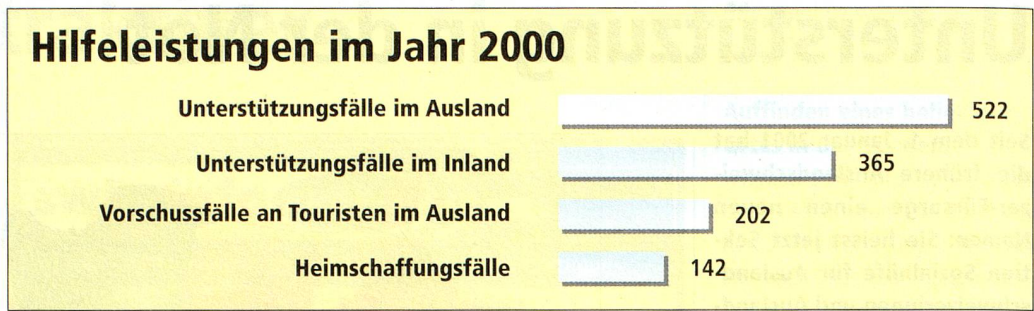 Hilfeleistungen im Jahr 2000
Unterstützungsfälle im Ausland 522
Unterstützungsfälle im Inland 365
Vorschussfälle an Touristen im Ausland 202
Heimschaffungsfälle 142